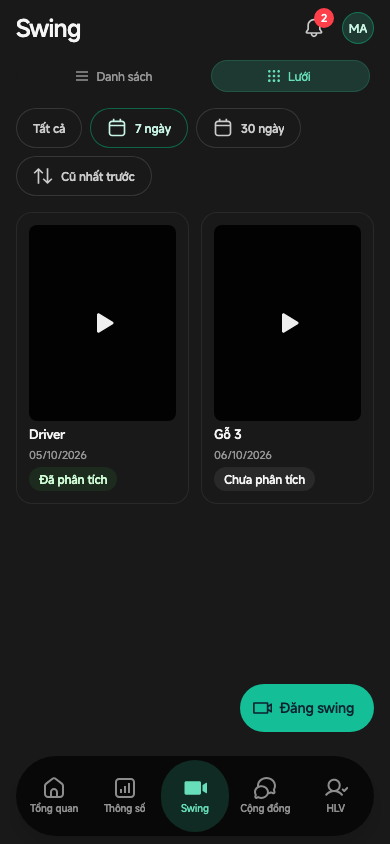 Swing
2
MA
Danh sách
Lưới
Tất cả
7 ngày
30 ngày
Cũ nhất trước
Driver
05/10/2026
Đã phân tích
Gỗ 3
06/10/2026
Chưa phân tích
Đăng swing
Tổng quan
Thông số
Swing
Cộng đồng
HLV